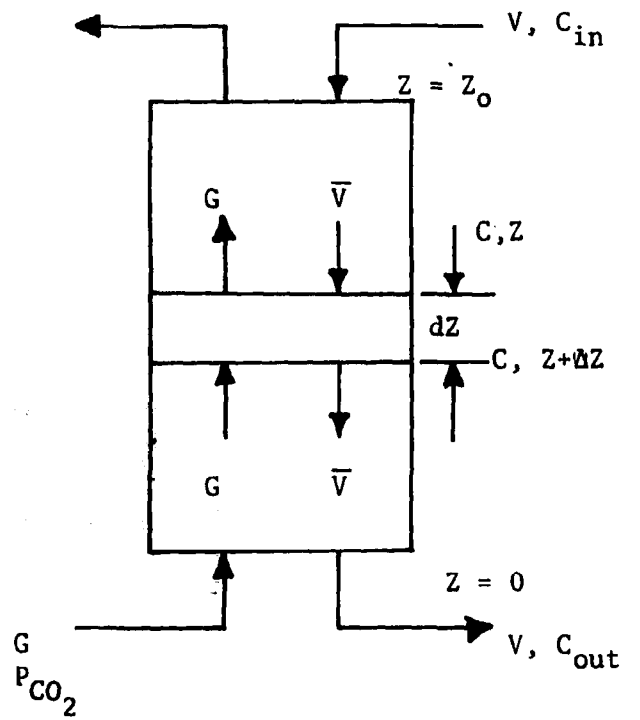 V, C_in
Z = Z_o
G V̅
C,Z
dZ
C, Z+ΔZ
G V̅
Z = 0
G
P_CO2
V, C_out